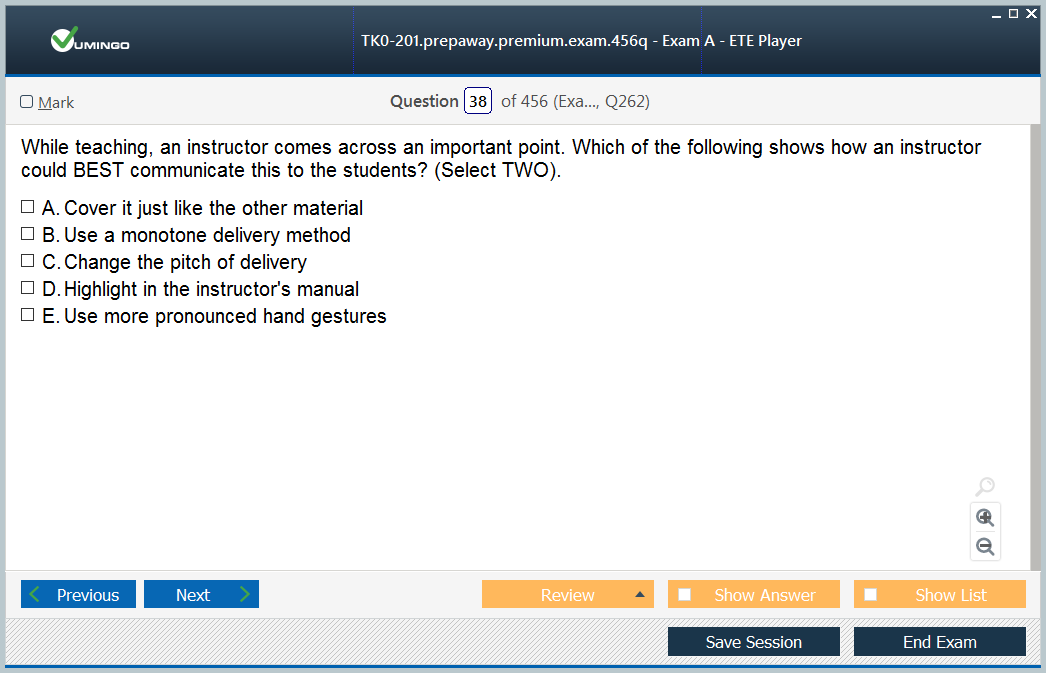 VUMINGO
TK0-201.prepaway.premium.exam.456q - Exam A - ETE Player
Mark
Question 38 of 456 (Exa..., Q262)
While teaching, an instructor comes across an important point. Which of the following shows how an instructor
could BEST communicate this to the students? (Select TWO).
A. Cover it just like the other material
B. Use a monotone delivery method
C. Change the pitch of delivery
D. Highlight in the instructor's manual
E. Use more pronounced hand gestures
Previous
Next
Review
Show Answer
Show List
Save Session
End Exam